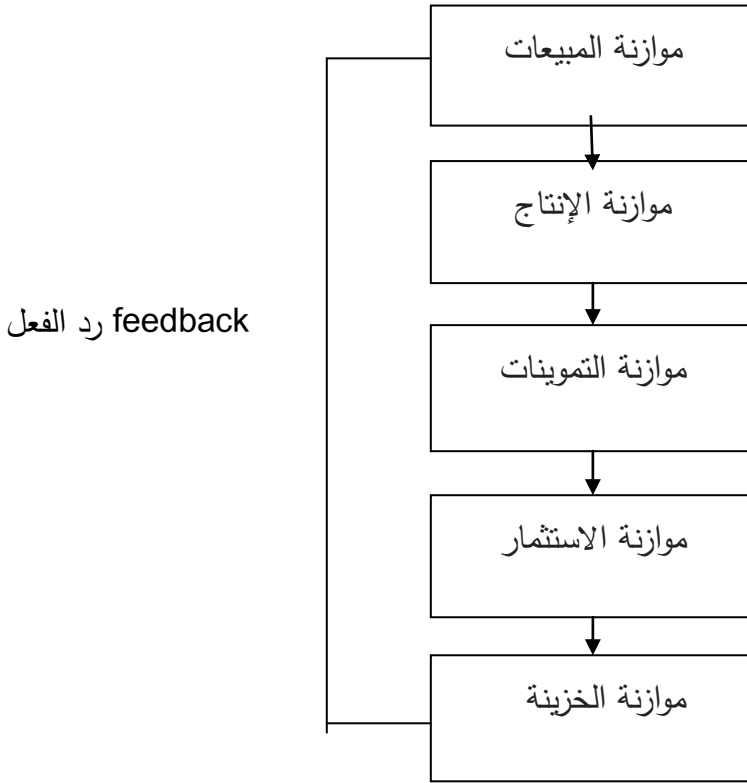 موازنة المبيعات
موازنة الإنتاج
رد الفعل feedback
موازنة التموينات
موازنة الاستثمار
موازنة الخزينة